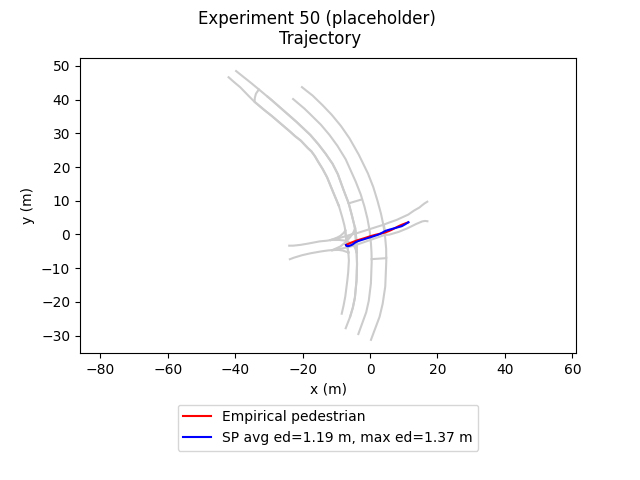 Experiment 50 (placeholder)
Trajectory
y (m)
50
40
30
20
10
0
−10
−20
−30
−80 −60 −40 −20 0 20 40 60
x (m)
Empirical pedestrian
SP avg ed=1.19 m, max ed=1.37 m